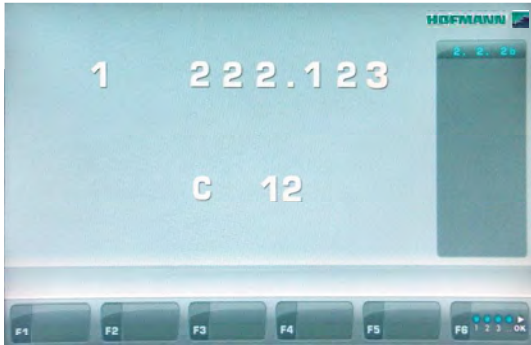 HOFMANN
2. 2. 2b
1 222.123
C 12
F1 F2 F3 F4 F5 F6 1 2 3 OK